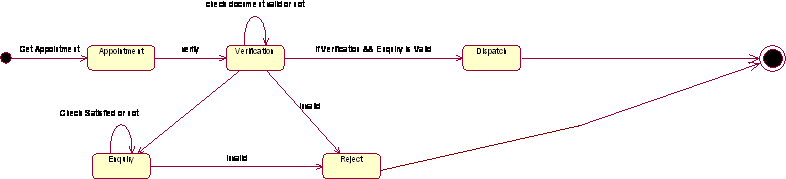 check document valid or not
Get Appointment
Appointment
verify
Verification
If Verification && Enquiry is Valid
Dispatch
Check Satisfied or not
Invalid
Enquiry
Invalid
Reject